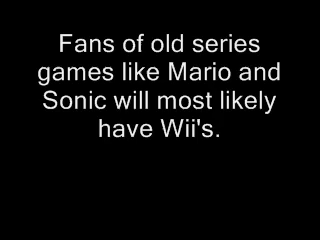 Fans of old series
games like Mario and
Sonic will most likely
have Wii's.